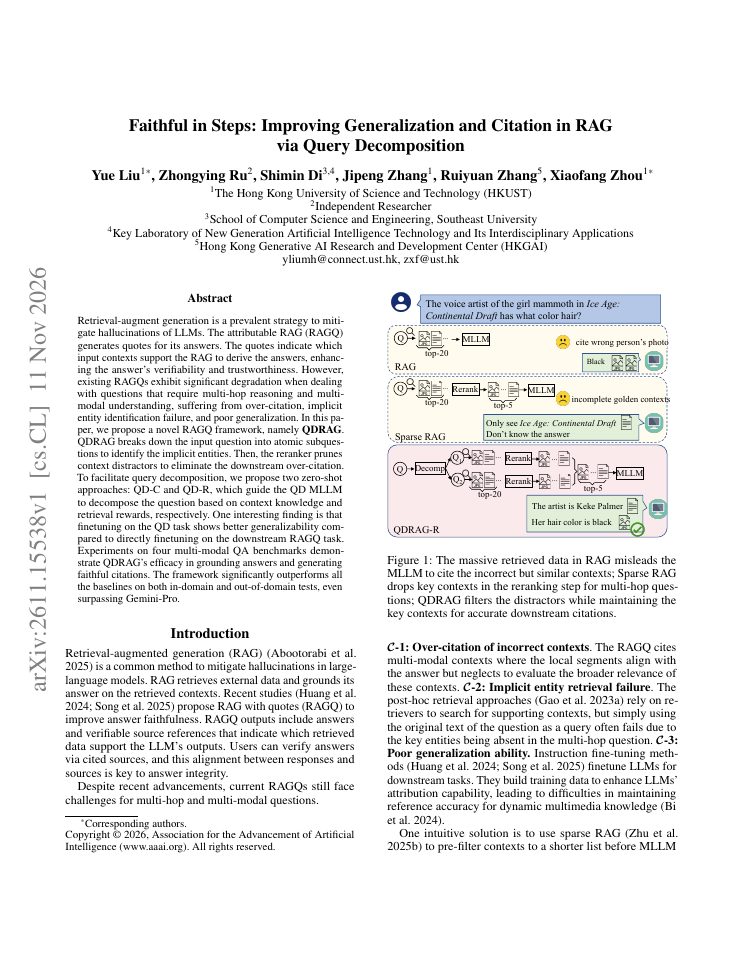 Faithful in Steps: Improving Generalization and Citation in RAG
via Query Decomposition
Yue Liu1*, Zhongying Ru2, Shimin Di3,4, Jipeng Zhang1, Ruiyuan Zhang5, Xiaofang Zhou1*
1The Hong Kong University of Science and Technology (HKUST)
2Independent Researcher
3School of Computer Science and Engineering, Southeast University
4Key Laboratory of New Generation Artificial Intelligence Technology and Its Interdisciplinary Applications
5Hong Kong Generative AI Research and Development Center (HKGAI)
yliumh@connect.ust.hk, zxf@ust.hk
arXiv:2611.15538v1 [cs.CL] 11 Nov 2026
Abstract
Retrieval-augment generation is a prevalent strategy to miti-
gate hallucinations of LLMs. The attributable RAG (RAGQ)
generates quotes for its answers. The quotes indicate which
input contexts support the RAG to derive the answers, enhanc-
ing the answer's verifiability and trustworthiness. However,
existing RAGQs exhibit significant degradation when dealing
with questions that require multi-hop reasoning and multi-
modal understanding, suffering from over-citation, implicit
entity identification failure, and poor generalization. In this pa-
per, we propose a novel RAGQ framework, namely QDRAG.
QDRAG breaks down the input question into atomic subques-
tions to identify the implicit entities. Then, the reranker prunes
context distractors to eliminate the downstream over-citation.
To facilitate query decomposition, we propose two zero-shot
approaches: QD-C and QD-R, which guide the QD MLLM
to decompose the question based on context knowledge and
retrieval rewards, respectively. One interesting finding is that
finetuning on the QD task shows better generalizability com-
pared to directly finetuning on the downstream RAGQ task.
Experiments on four multi-modal QA benchmarks demon-
strate QDRAG's efficacy in grounding answers and generating
faithful citations. The framework significantly outperforms all
the baselines on both in-domain and out-of-domain tests, even
surpassing Gemini-Pro.
Introduction
Retrieval-augmented generation (RAG) (Abootorabi et al.
2025) is a common method to mitigate hallucinations in large-
language models. RAG retrieves external data and grounds its
answer on the retrieved contexts. Recent studies (Huang et al.
2024; Song et al. 2025) propose RAG with quotes (RAGQ) to
improve answer faithfulness. RAGQ outputs include answers
and verifiable source references that indicate which retrieved
data support the LLM's outputs. Users can verify answers
via cited sources, and this alignment between responses and
sources is key to answer integrity.
Despite recent advancements, current RAGQs still face
challenges for multi-hop and multi-modal questions.
*Corresponding authors.
Copyright © 2026, Association for the Advancement of Artificial
Intelligence (www.aaai.org). All rights reserved.
The voice artist of the girl mammoth in Ice Age:
Continental Draft has what color hair?
Q
...
MLLM
cite wrong person's photo
top-20
Black
RAG
Q
...
Rerank
...
MLLM
incomplete golden contexts
top-20
top-5
Only see Ice Age: Continental Draft
Don't know the answer
Sparse RAG
Q
Decomp
Q1
...
Rerank
Q2
...
Rerank
...
MLLM
top-20
top-5
The artist is Keke Palmer
Her hair color is black
QDRAG-R
Figure 1: The massive retrieved data in RAG misleads the
MLLM to cite the incorrect but similar contexts; Sparse RAG
drops key contexts in the reranking step for multi-hop ques-
tions; QDRAG filters the distractors while maintaining the
key contexts for accurate downstream citations.
C-1: Over-citation of incorrect contexts. The RAGQ cites
multi-modal contexts where the local segments align with
the answer but neglects to evaluate the broader relevance of
these contexts. C-2: Implicit entity retrieval failure. The
post-hoc retrieval approaches (Gao et al. 2023a) rely on re-
trievers to search for supporting contexts, but simply using
the original text of the question as a query often fails due to
the key entities being absent in the multi-hop question. C-3:
Poor generalization ability. Instruction fine-tuning meth-
ods (Huang et al. 2024; Song et al. 2025) finetune LLMs for
downstream tasks. They build training data to enhance LLMs'
attribution capability, leading to difficulties in maintaining
reference accuracy for dynamic multimedia knowledge (Bi
et al. 2024).
One intuitive solution is to use sparse RAG (Zhu et al.
2025b) to pre-filter contexts to a shorter list before MLLM